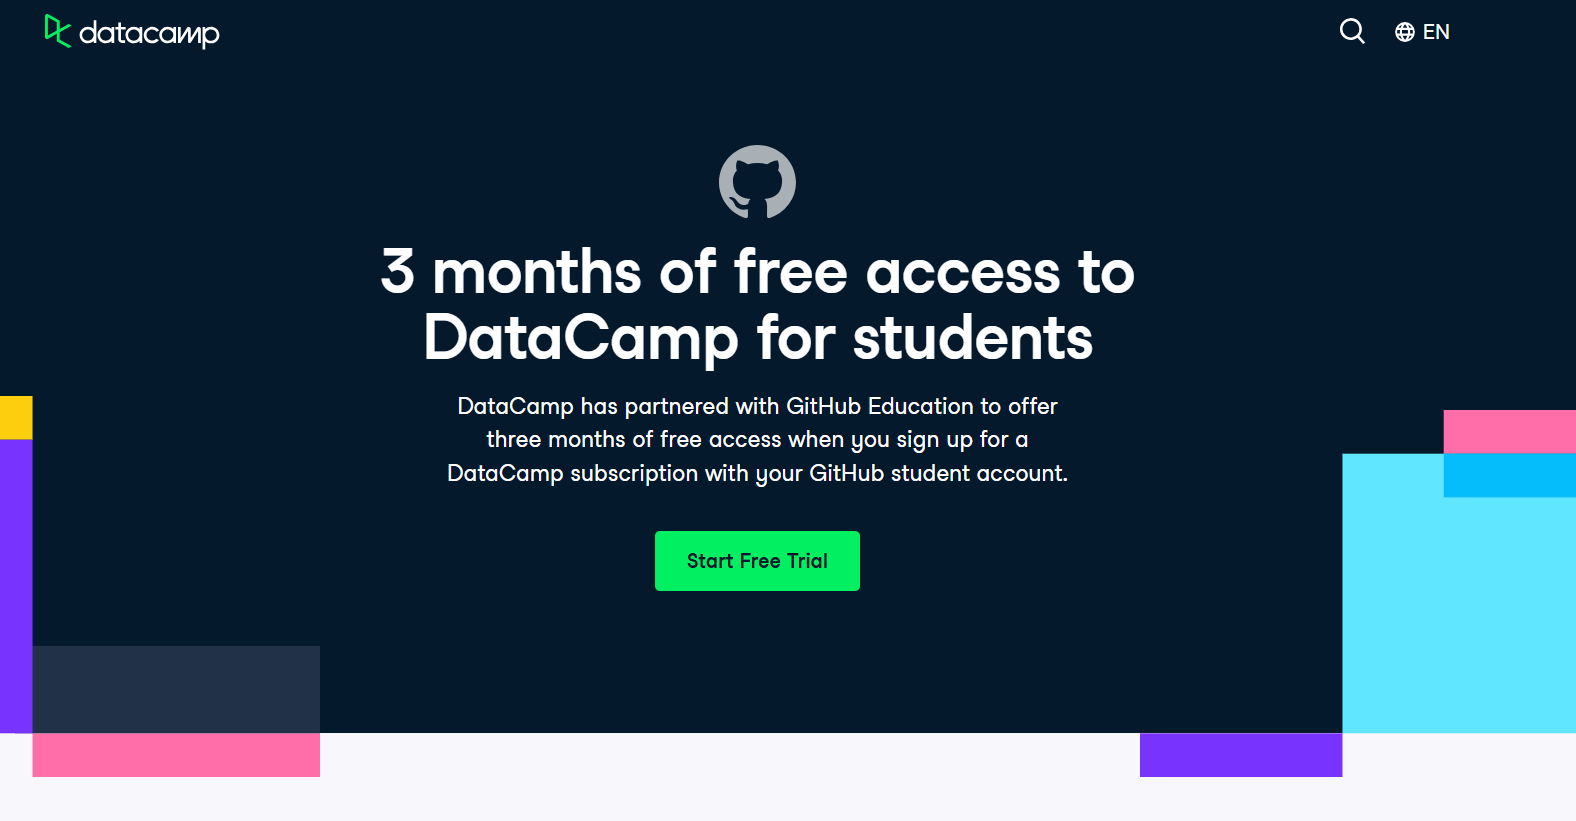 datacamp
EN
3 months of free access to
DataCamp for students
DataCamp has partnered with GitHub Education to offer
three months of free access when you sign up for a
DataCamp subscription with your GitHub student account.
Start Free Trial